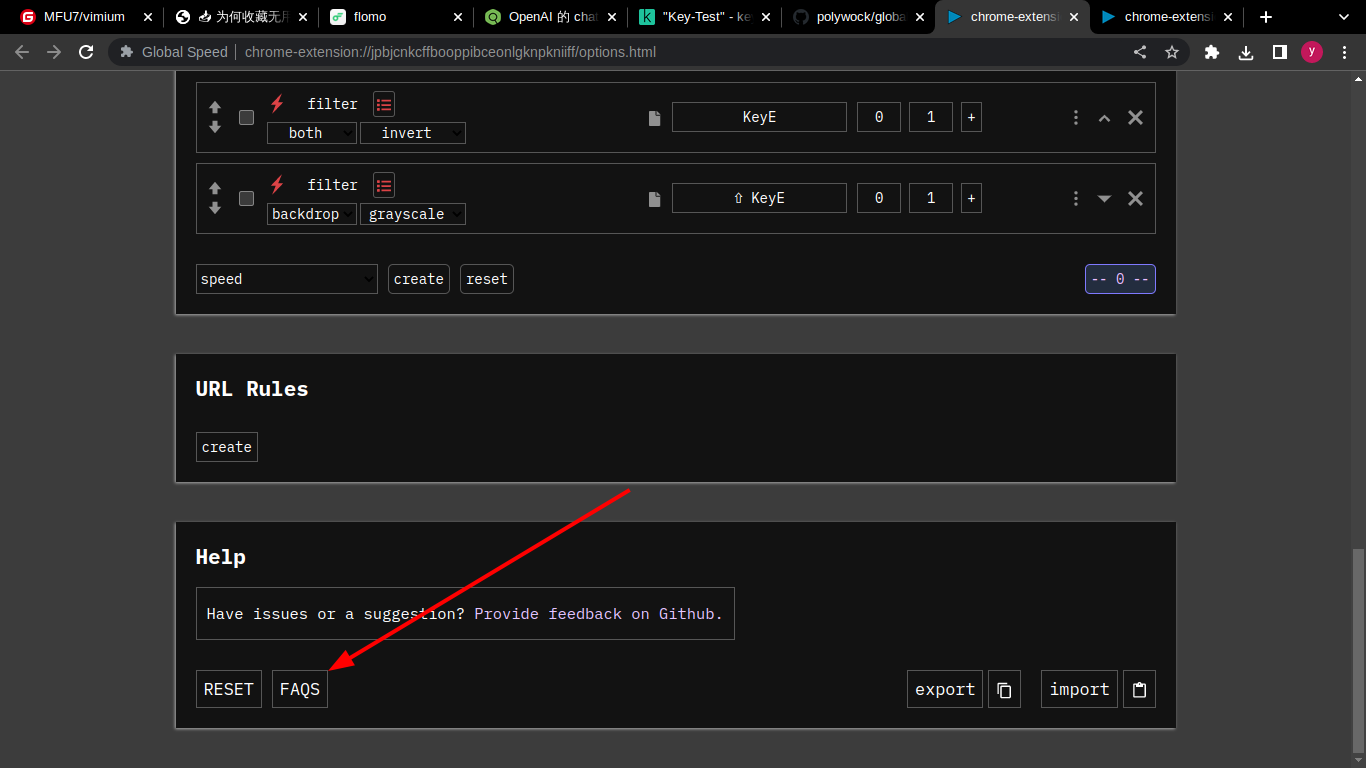 MFU7/vimium
为何收藏无用
flomo
OpenAI 的 cha
"Key-Test" - ke
polywock/globa
chrome-extensi
chrome-extensi
Global Speed | chrome-extension://jpbjcnkcffbooppibceonlgknpkniiff/options.html
y
filter
both invert
KeyE 0 1 +
filter
backdrop grayscale
⇧ KeyE 0 1 +
speed create reset -- 0 --
URL Rules
create
Help
Have issues or a suggestion? Provide feedback on Github.
RESET FAQS export import